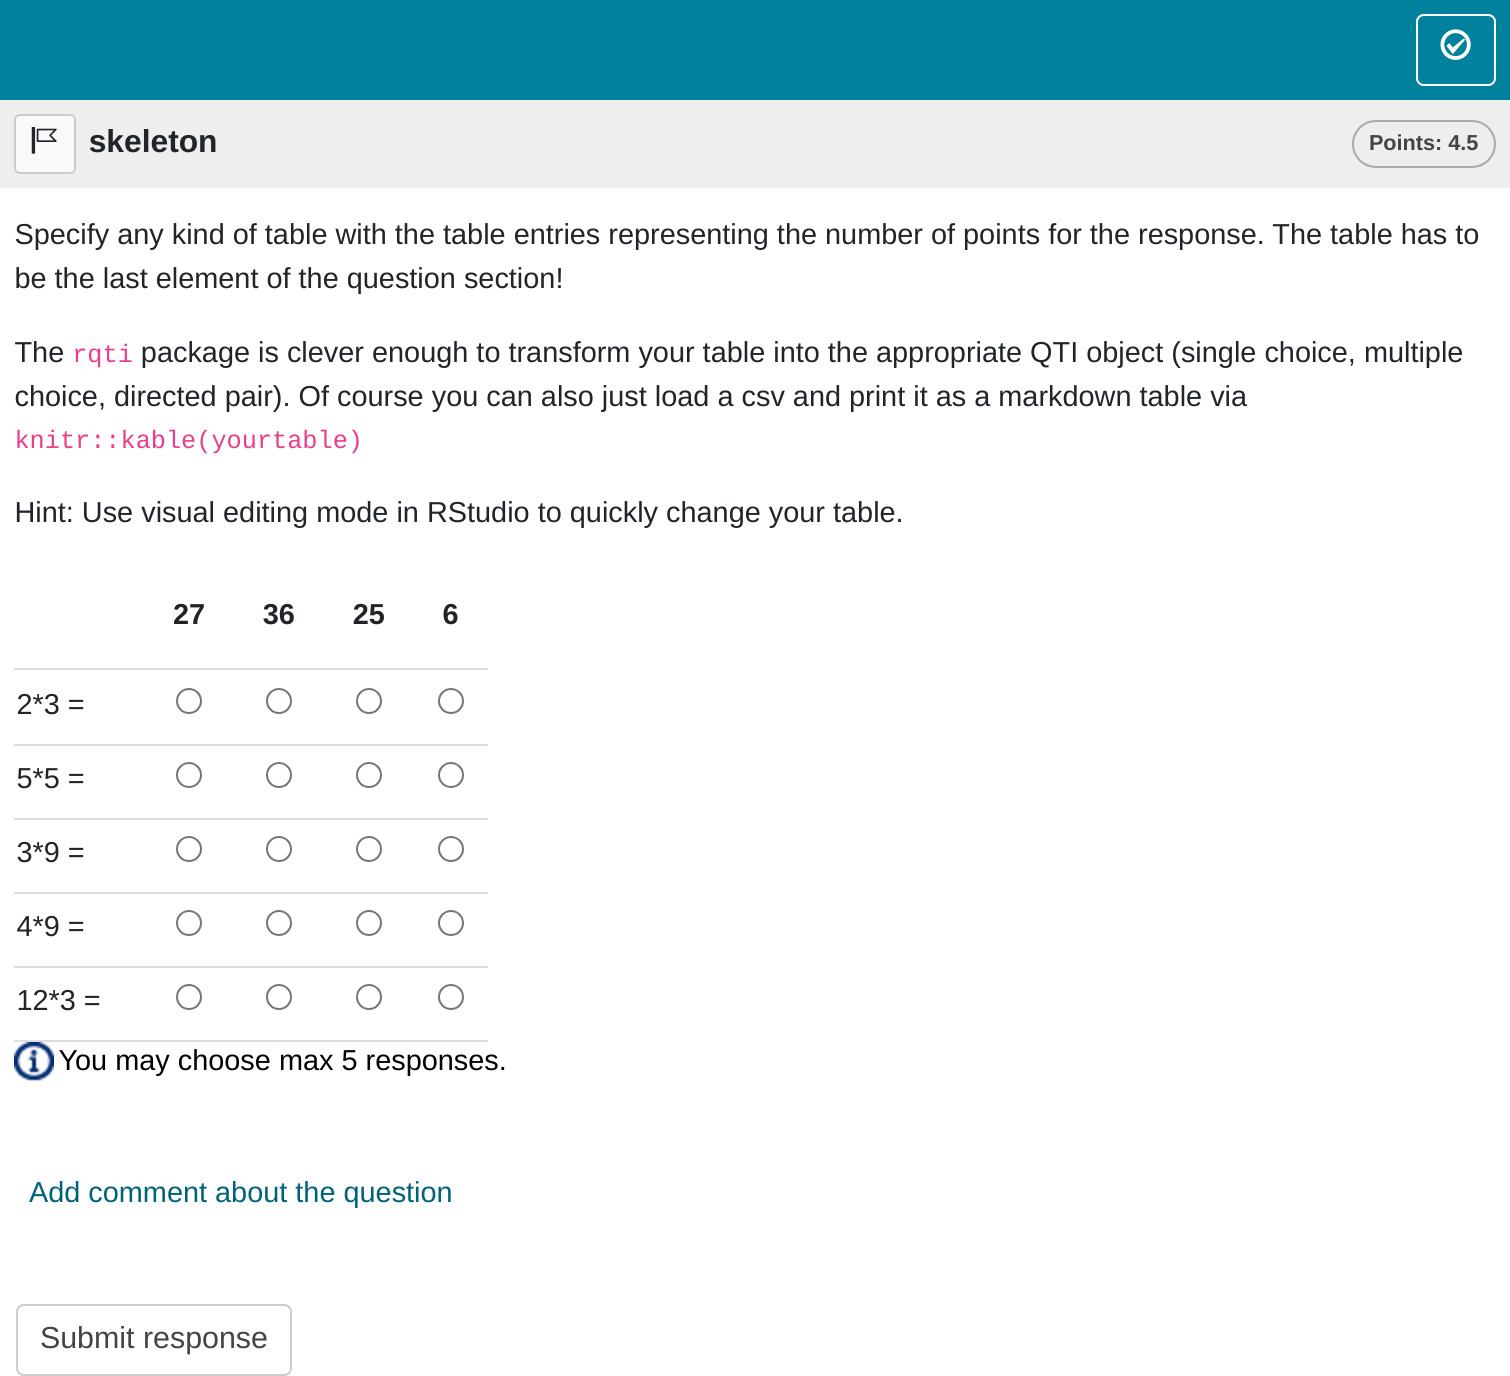 skeleton
Points: 4.5
Specify any kind of table with the table entries representing the number of points for the response. The table has to
be the last element of the question section!
The rqti package is clever enough to transform your table into the appropriate QTI object (single choice, multiple
choice, directed pair). Of course you can also just load a csv and print it as a markdown table via
knitr::kable(yourtable)
Hint: Use visual editing mode in RStudio to quickly change your table.
27 36 25 6
2*3 =
5*5 =
3*9 =
4*9 =
12*3 =
You may choose max 5 responses.
Add comment about the question
Submit response